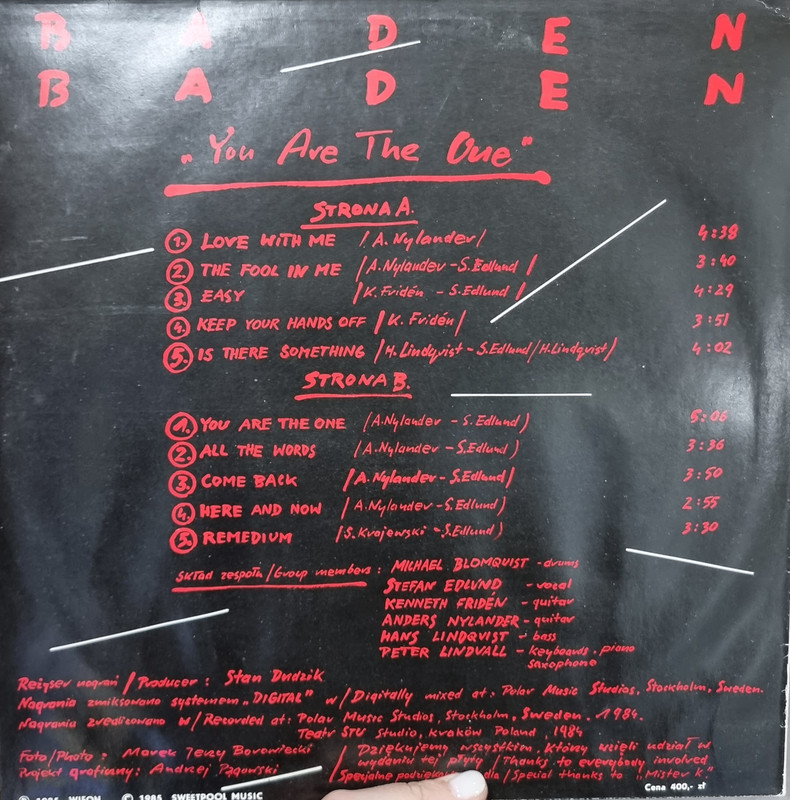 BADEN
BADEN
„You Are The One"
STRONA A.
1. LOVE WITH ME /A. Nylander/ 4:38
2. THE FOOL IN ME /A. Nylander - S. Edlund/ 3:40
3. EASY /K. Fridén - S. Edlund/ 4:29
4. KEEP YOUR HANDS OFF /K. Fridén/ 3:51
5. IS THERE SOMETHING /H. Lindqvist - S. Edlund/H. Lindqvist/ 4:02
STRONA B.
1. YOU ARE THE ONE /A. Nylander - S. Edlund) 5:06
2. ALL THE WORDS /A. Nylander - S. Edlund) 3:36
3. COME BACK /A. Nylander - S. Edlund/ 3:50
4. HERE AND NOW /A. Nylander - S. Edlund) 2:55
5. REMEDIUM /S. Krajewski - S. Edlund) 3:30
Skład zespołu/Group members: MICHAEL BLOMQUIST - drums
STEFAN EDLUND - vocal
KENNETH FRIDÉN - guitar
ANDERS NYLANDER - guitar
HANS LINDQVIST - bass
PETER LINDVALL - keyboards, piano
saxophone
Reżyser nagrań/Producer: Stan Dudzik
Nagrania zmiksowano systemem „DIGITAL" w/Digitally mixed at: Polar Music Studios, Stockholm, Sweden.
Nagrania zrealizowano w/Recorded at: Polar Music Studios, Stockholm, Sweden. 1984.
Teatr STU Studio, Kraków Poland, 1984
Foto/Photo: Marek Jerzy Borowiecki / Dziękujemy wszystkim, którzy wzięli udział w
Projekt graficzny: Andrzej Pągowski wydaniu tej płyty / Thanks to everybody involved
/Specjalne podziękowa dla/Special thanks to „Mister k"
℗ 1985 WIFON © 1985 SWEETPOOL MUSIC Cena 400,- zł